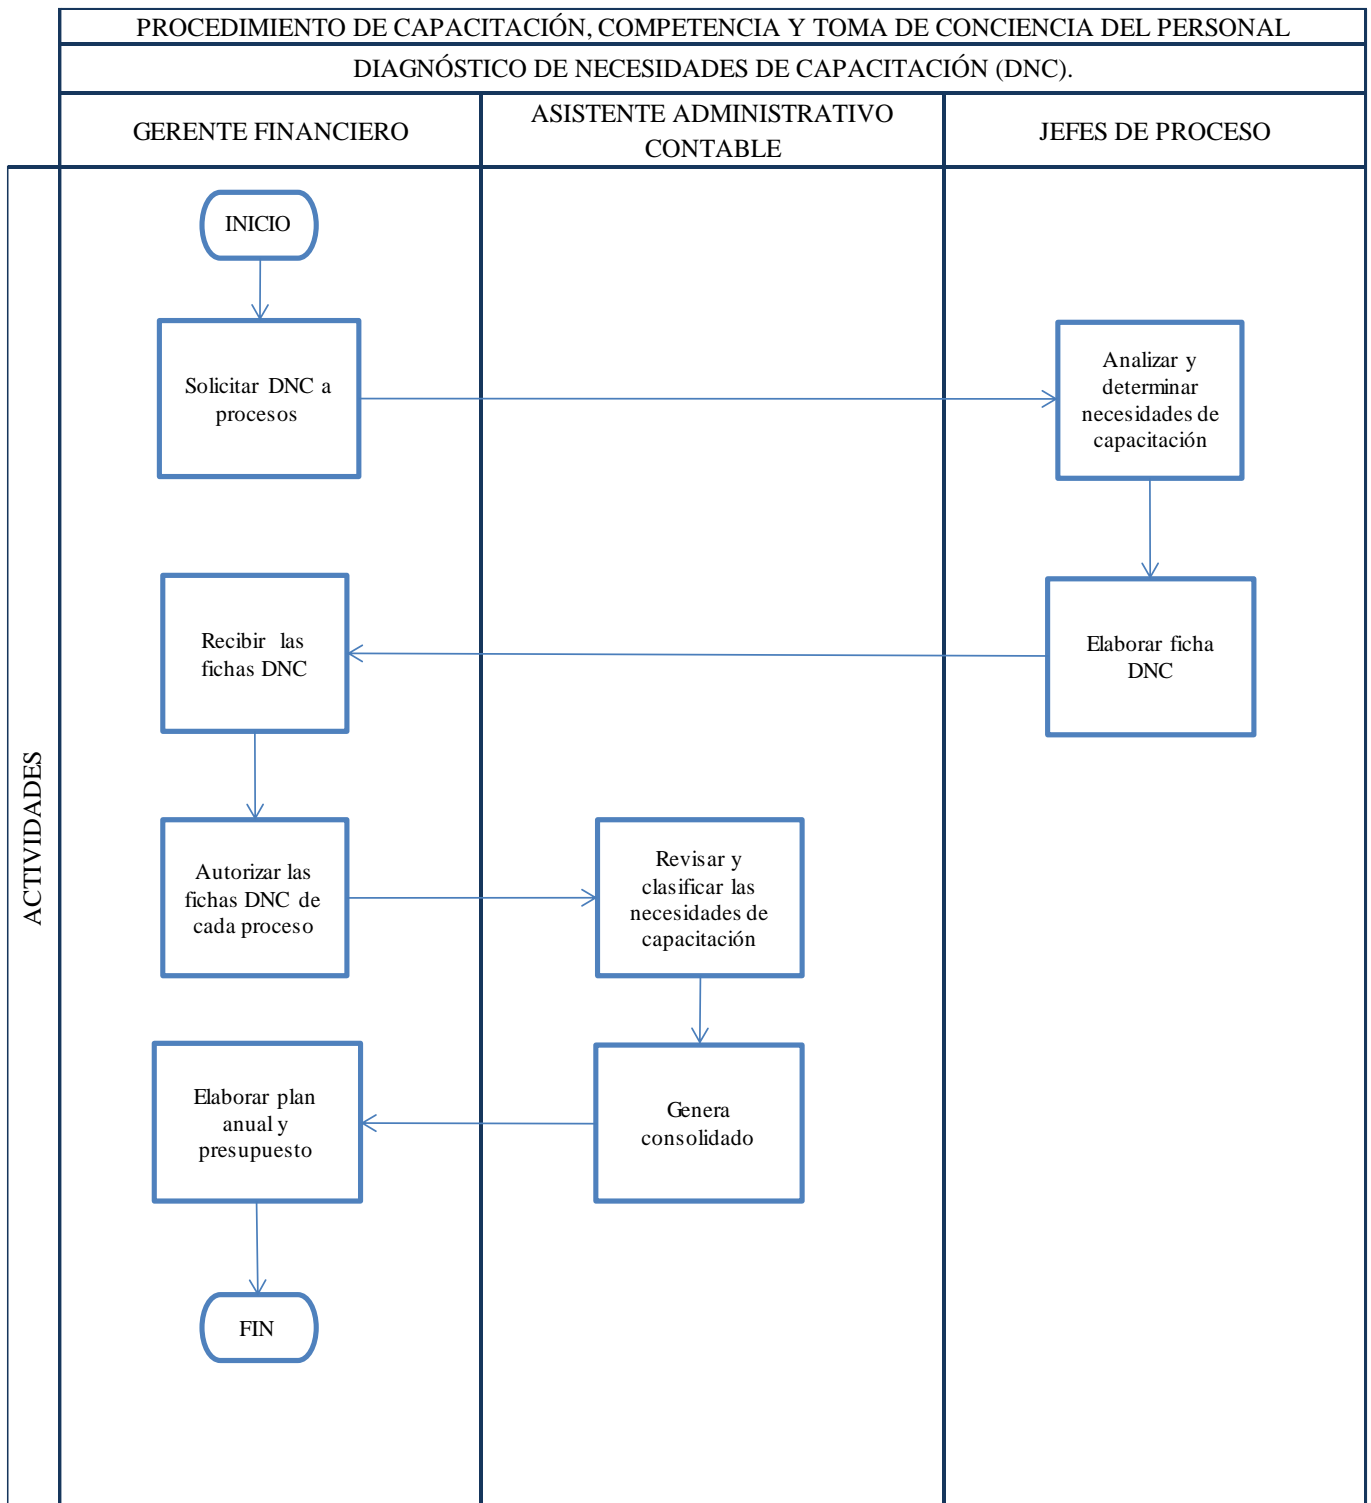 PROCEDIMIENTO DE CAPACITACIÓN, COMPETENCIA Y TOMA DE CONCIENCIA DEL PERSONAL
DIAGNÓSTICO DE NECESIDADES DE CAPACITACIÓN (DNC).
GERENTE FINANCIERO
ASISTENTE ADMINISTRATIVO
CONTABLE
JEFES DE PROCESO
ACTIVIDADES
INICIO
Solicitar DNC a
procesos
Analizar y
determinar
necesidades de
capacitación
Recibir las
fichas DNC
Elaborar ficha
DNC
Autorizar las
fichas DNC de
cada proceso
Revisar y
clasificar las
necesidades de
capacitación
Elaborar plan
anual y
presupuesto
Genera
consolidado
FIN